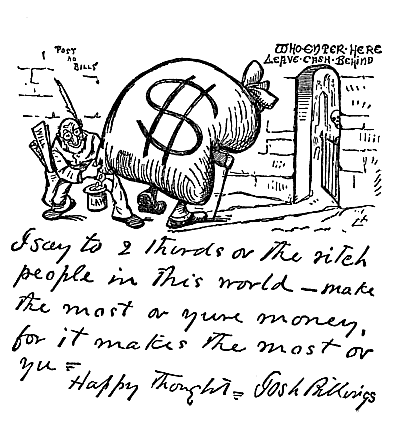 POST
NO
BILLS
WHO ENTER HERE
LEAVE CASH BEHIND
$
LAW
I say to 2 thirds ov the ritch
people in this world — make
the most ov yure money,
for it makes the most ov
yu =
Happy Thought = Josh Billings